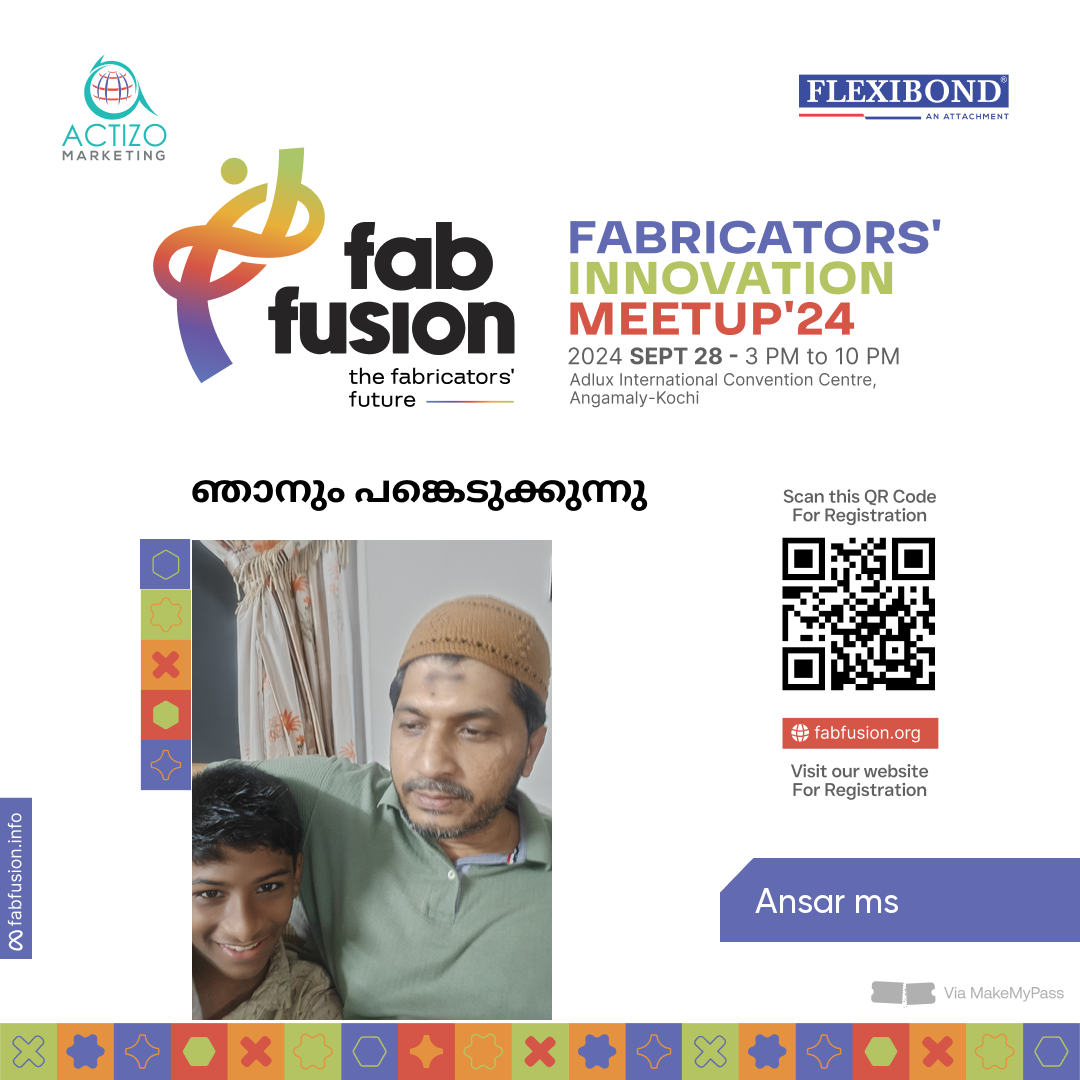 ACTIZO
MARKETING
FLEXIBOND®
AN ATTACHMENT
fab
fusion
the fabricators'
future
FABRICATORS'
INNOVATION
MEETUP'24
2024 SEPT 28 - 3 PM to 10 PM
Adlux International Convention Centre,
Angamaly-Kochi
ഞാനും പങ്കെടുക്കുന്നു
Scan this QR Code
For Registration
fabfusion.org
Visit our website
For Registration
fabfusion.info
Ansar ms
Via MakeMyPass